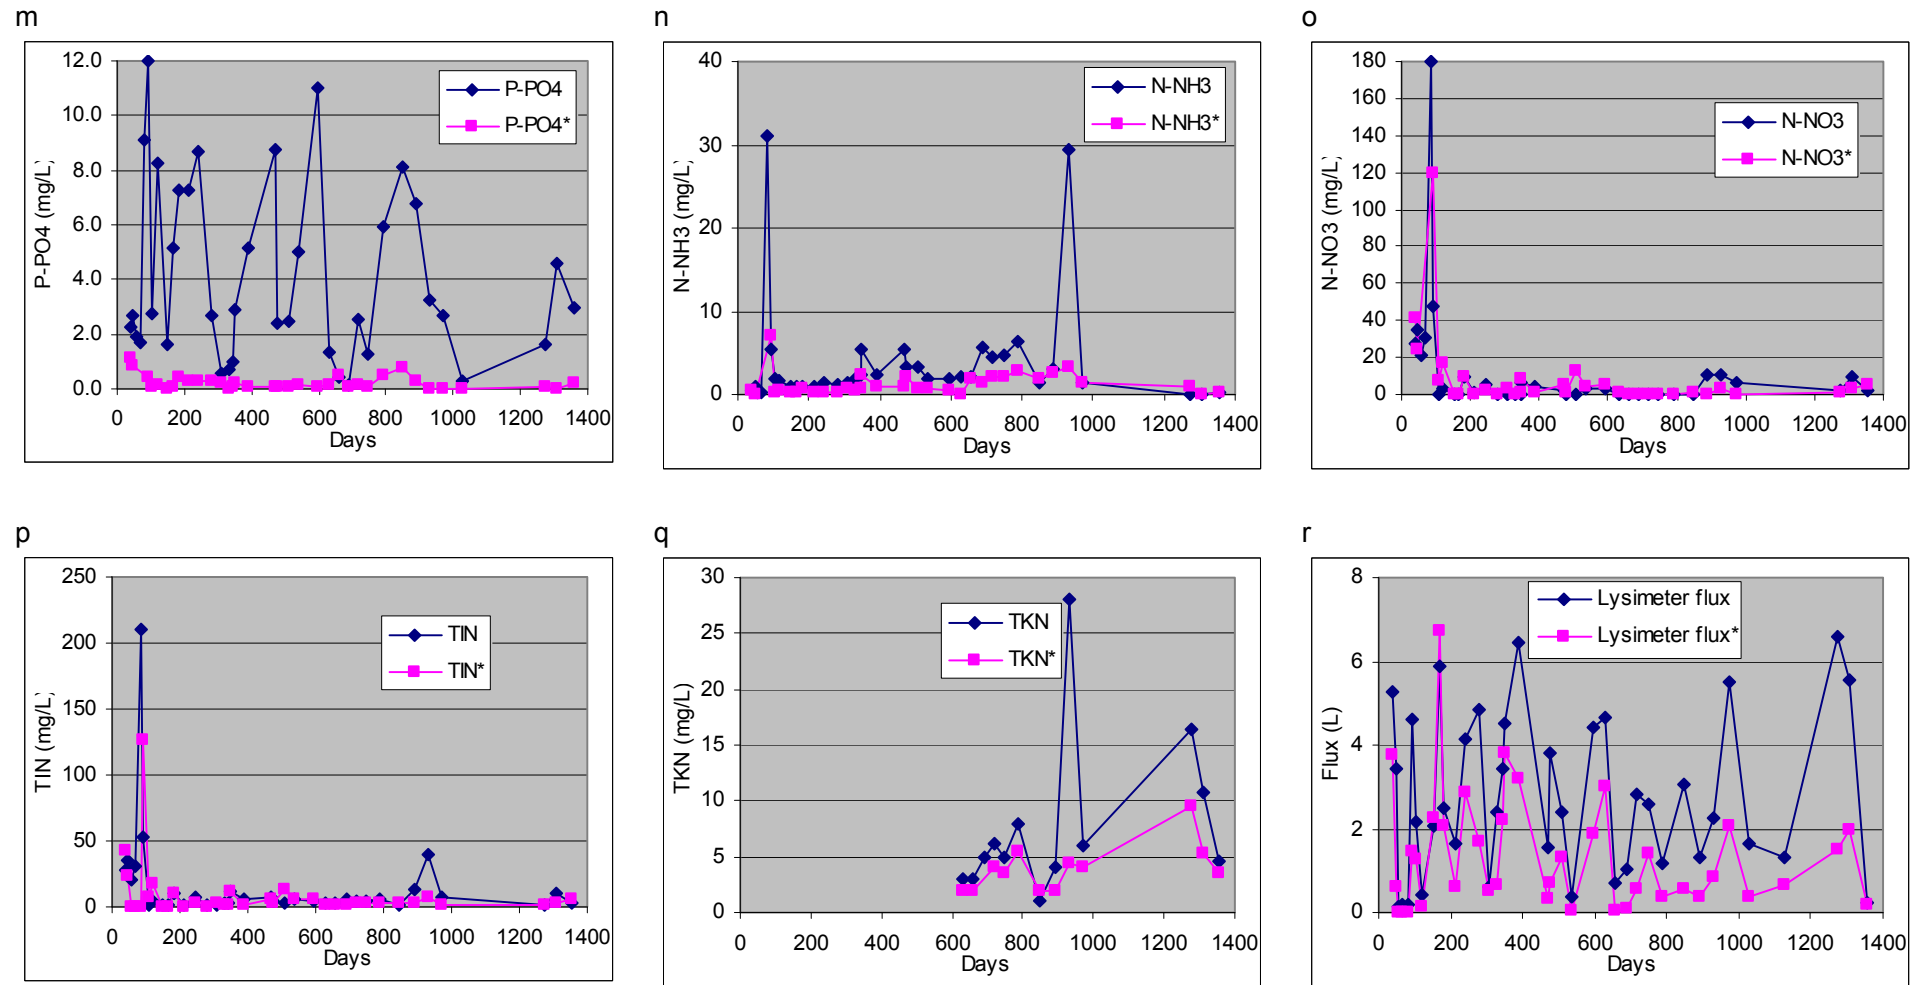 m
P-PO4 (mg/L)
12.0
10.0
8.0
6.0
4.0
2.0
0.0
P-PO4
P-PO4*
0 200 400 600 800 1000 1200 1400
Days
n
N-NH3 (mg/L)
40
30
20
10
0
N-NH3
N-NH3*
0 200 400 600 800 1000 1200 1400
Days
o
N-NO3 (mg/L)
180
160
140
120
100
80
60
40
20
0
N-NO3
N-NO3*
0 200 400 600 800 1000 1200 1400
Days
p
TIN (mg/L)
250
200
150
100
50
0
TIN
TIN*
0 200 400 600 800 1000 1200 1400
Days
q
TKN (mg/L)
30
25
20
15
10
5
0
TKN
TKN*
0 200 400 600 800 1000 1200 1400
Days
r
Flux (L)
8
6
4
2
0
Lysimeter flux
Lysimeter flux*
0 200 400 600 800 1000 1200 1400
Days